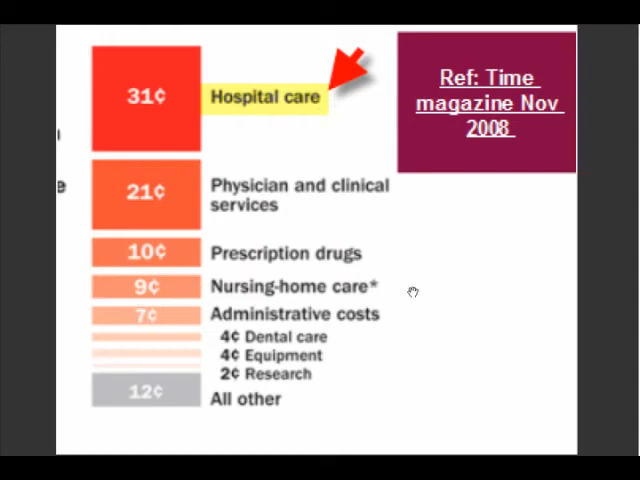 31¢ Hospital care
Ref: Time
magazine Nov
2008
21¢ Physician and clinical
services
10¢ Prescription drugs
9¢ Nursing-home care*
7¢ Administrative costs
4¢ Dental care
4¢ Equipment
2¢ Research
12¢ All other